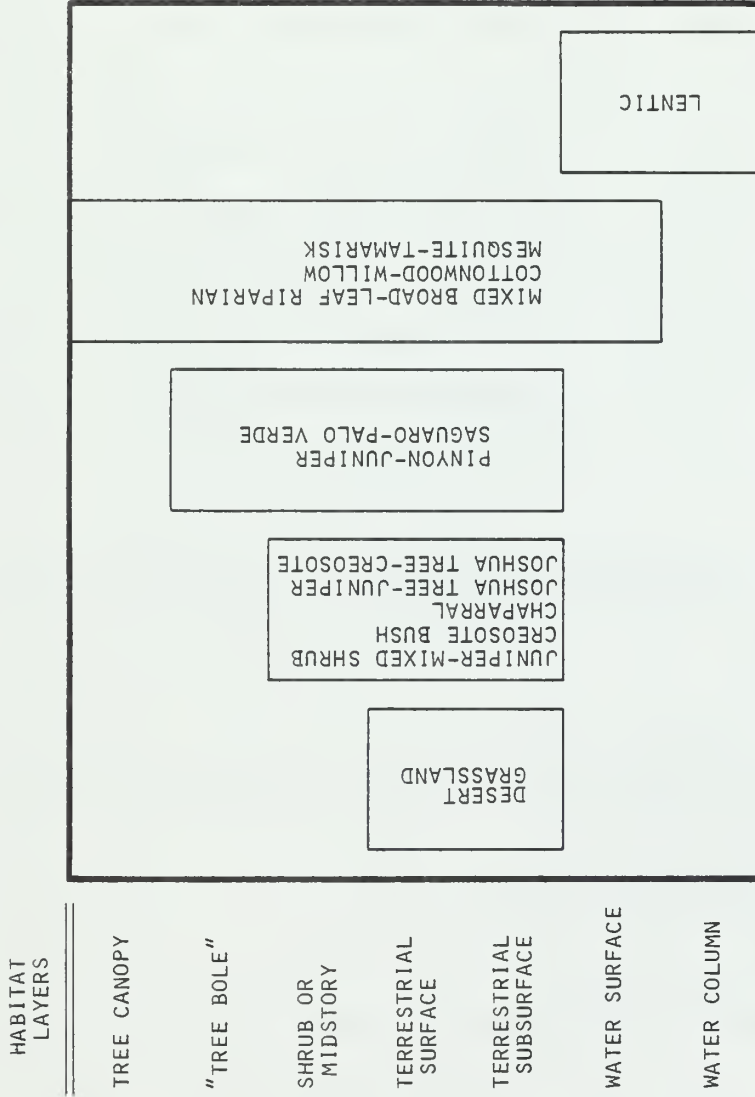 HABITAT
LAYERS
TREE CANOPY
"TREE BOLE"
SHRUB OR
MIDSTORY
TERRESTRIAL
SURFACE
TERRESTRIAL
SUBSURFACE
WATER SURFACE
WATER COLUMN
DESERT
GRASSLAND
JUNIPER-MIXED SHRUB
CREOSOTE BUSH
CHAPARRAL
JOSHUA TREE-JUNIPER
JOSHUA TREE-CREOSOTE
PINYON-JUNIPER
SAGUARO-PALO VERDE
MIXED BROAD-LEAF RIPARIAN
COTTONWOOD-WILLOW
MESQUITE-TAMARISK
LENTIC